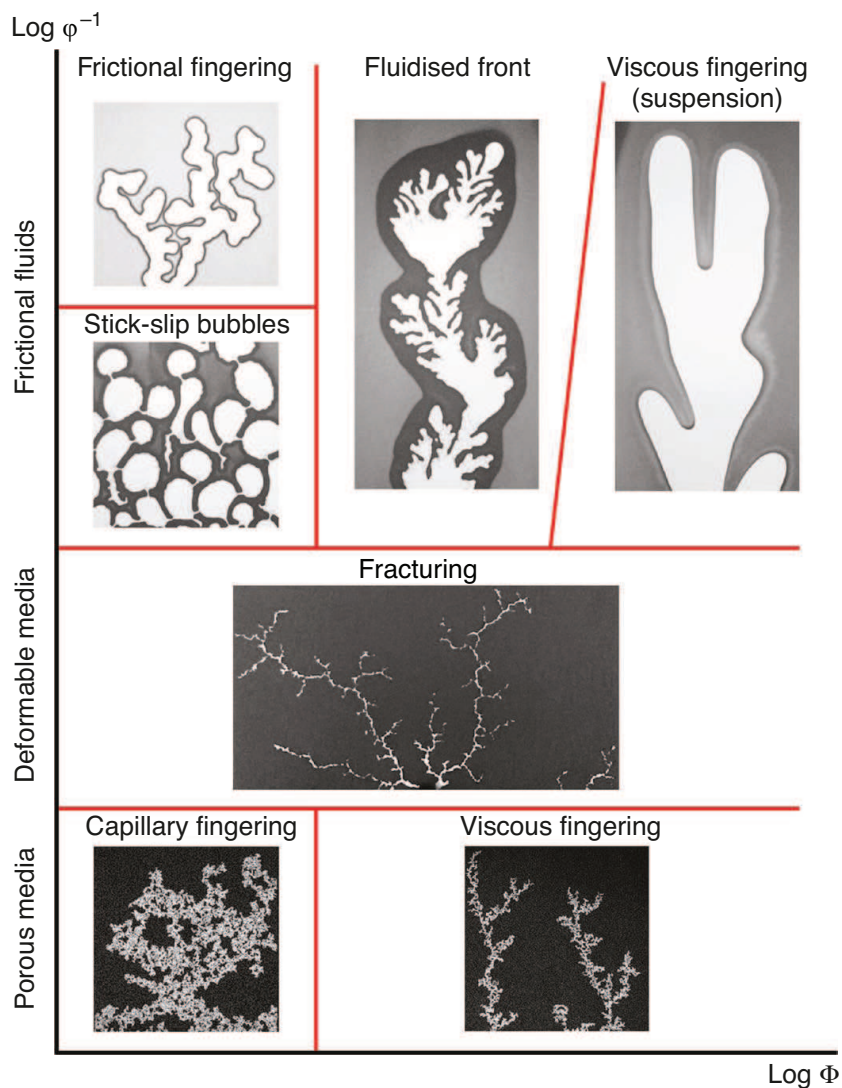 Log φ⁻¹
Frictional fingering
Fluidised front
Viscous fingering
(suspension)
Frictional fluids
Stick-slip bubbles
Deformable media
Fracturing
Porous media
Capillary fingering
Viscous fingering
Log Φ